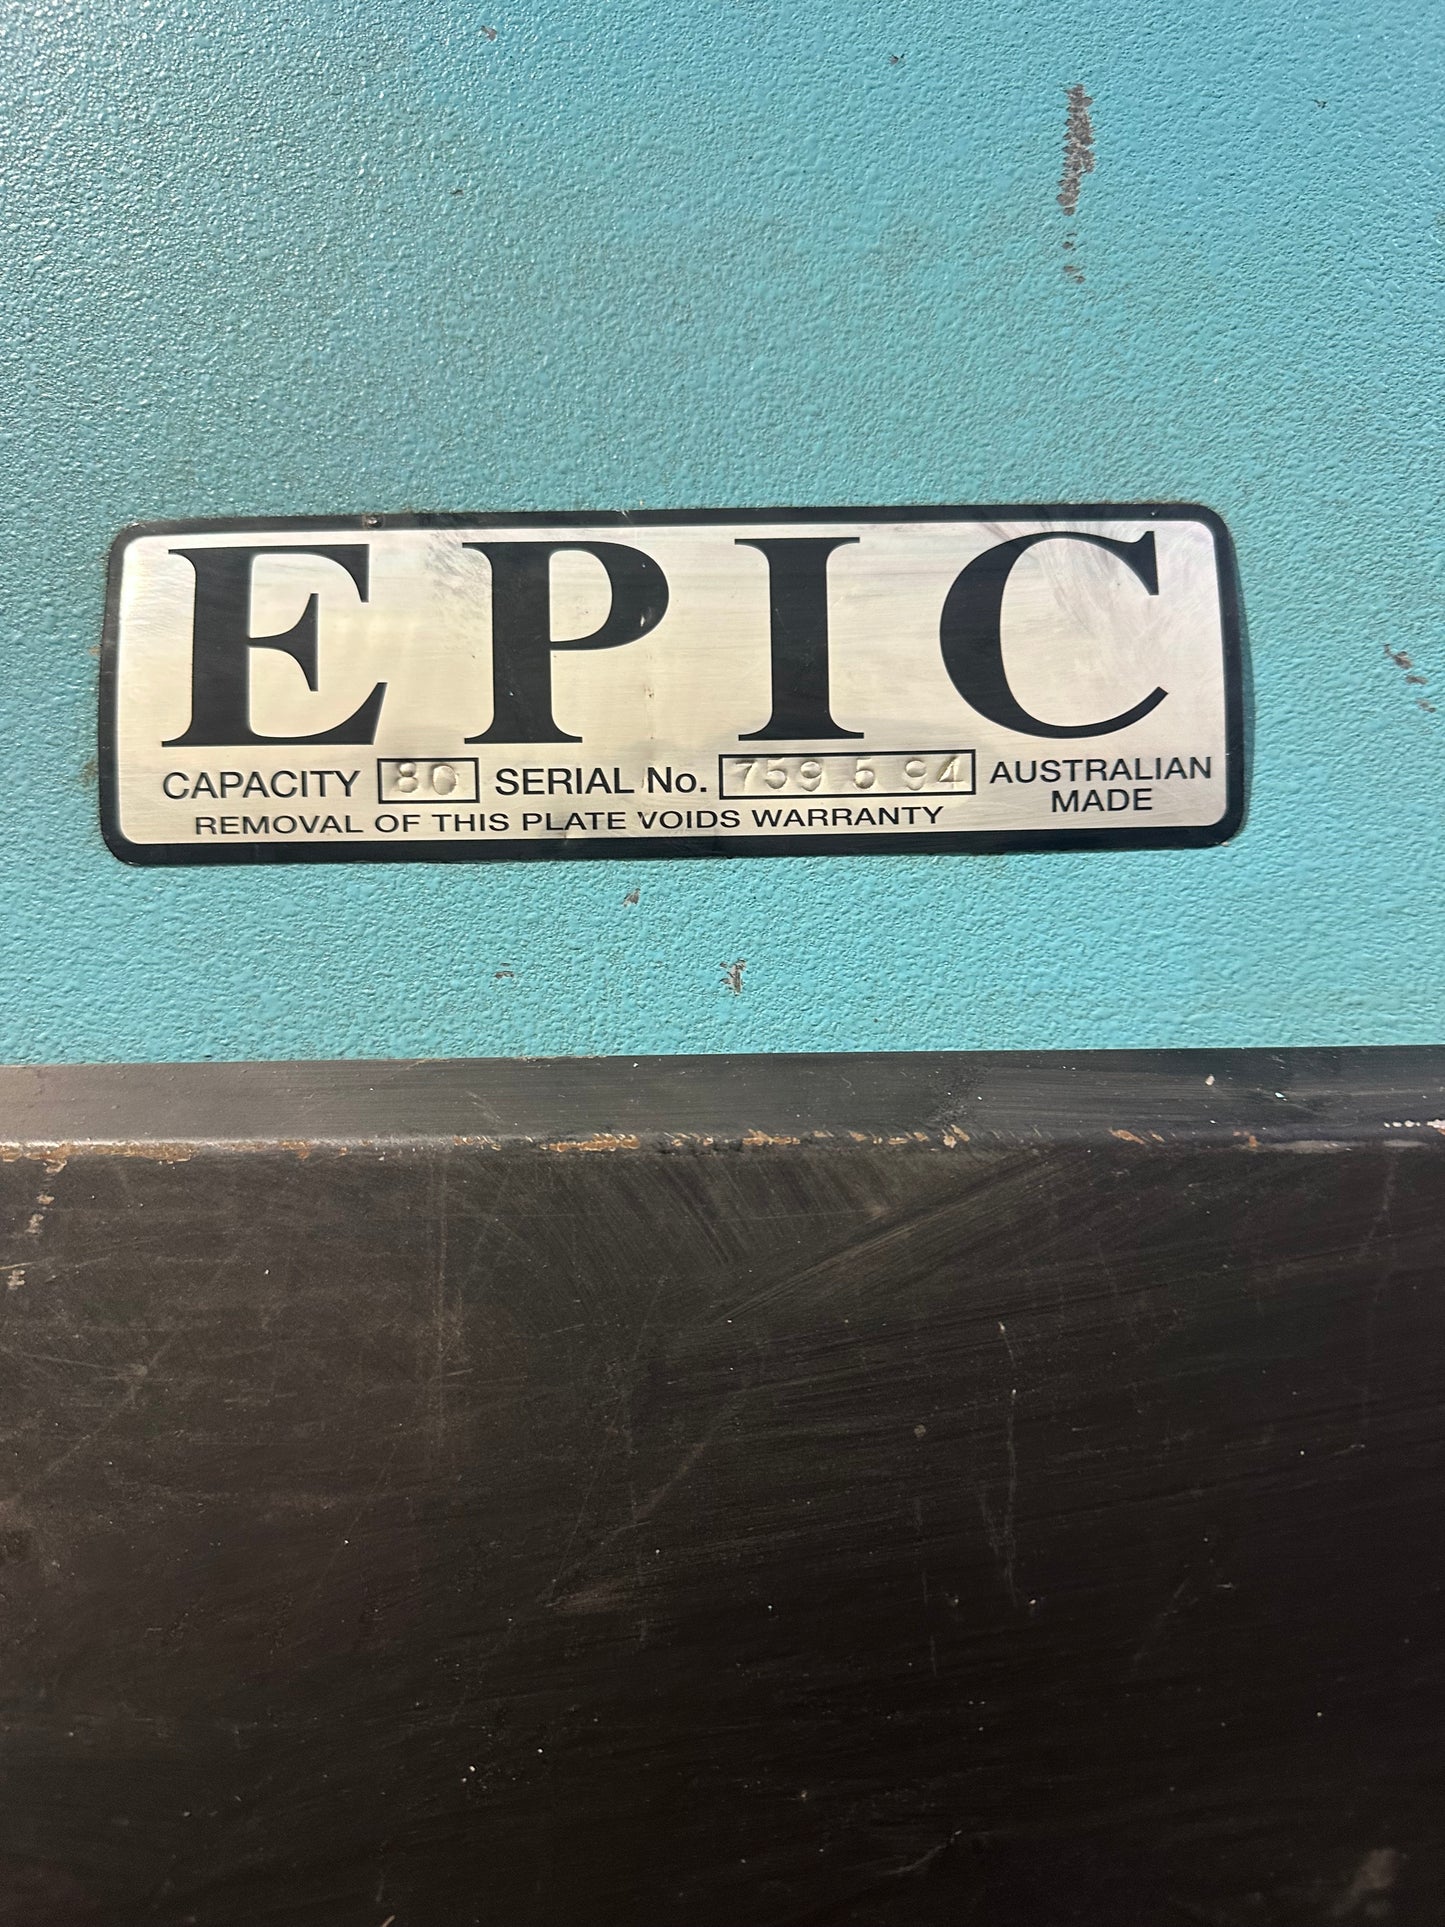 EPIC
CAPACITY 80 SERIAL No. 759 5 94 AUSTRALIAN
MADE
REMOVAL OF THIS PLATE VOIDS WARRANTY